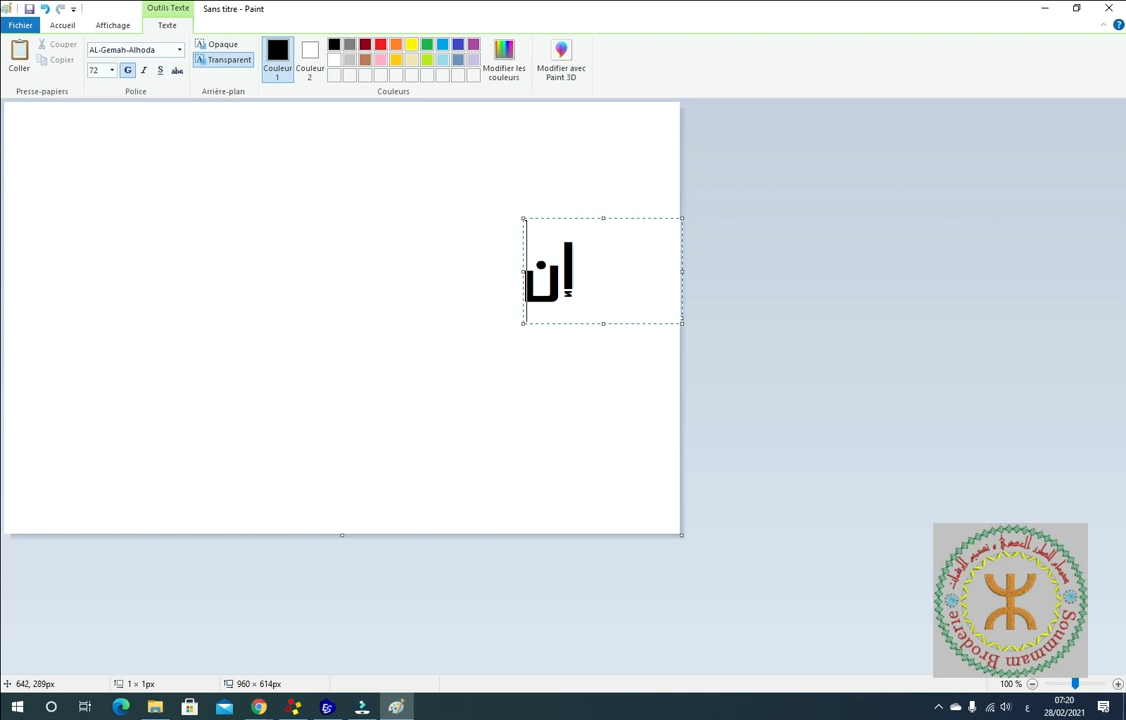 Outils Texte
Sans titre - Paint
Fichier
Accueil
Affichage
Texte
Coller
Couper
Copier
Presse-papiers
AL-Gemah-Alhoda
72
G I S abc
Police
Opaque
Transparent
Arrière-plan
Couleur 1
Couleur 2
Couleurs
Modifier les couleurs
Modifier avec Paint 3D
إن
Soummam Broderie
642, 289px
1 × 1px
960 × 614px
100 %
ع
07:20
28/02/2021